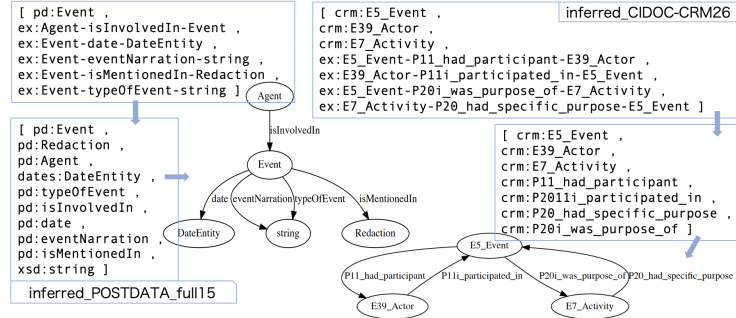 [ pd:Event ,
ex:Agent-isInvolvedIn-Event ,
ex:Event-date-DateEntity ,
ex:Event-eventNarration-string ,
ex:Event-isMentionedIn-Redaction ,
ex:Event-typeOfEvent-string ]
[ pd:Event ,
pd:Redaction ,
pd:Agent ,
dates:DateEntity ,
pd:typeOfEvent ,
pd:isInvolvedIn ,
pd:date ,
pd:eventNarration ,
pd:isMentionedIn ,
xsd:string ]
inferred_POSTDATA_full15
Agent
isInvolvedIn
Event
date
eventNarration
typeOfEvent
isMentionedIn
DateEntity
string
Redaction
inferred_CIDOC-CRM26
[ crm:E5_Event ,
crm:E39_Actor ,
crm:E7_Activity ,
ex:E5_Event-P11_had_participant-E39_Actor ,
ex:E39_Actor-P11i_participated_in-E5_Event ,
ex:E5_Event-P20i_was_purpose_of-E7_Activity ,
ex:E7_Activity-P20_had_specific_purpose-E5_Event ]
[ crm:E5_Event ,
crm:E39_Actor ,
crm:E7_Activity ,
crm:P11_had_participant ,
crm:P2011i_participated_in ,
crm:P20_had_specific_purpose ,
crm:P20i_was_purpose_of ]
E5_Event
P11_had_participant
P11i_participated_in
P20i_was_purpose_of
P20_had_specific_purpose
E39_Actor
E7_Activity